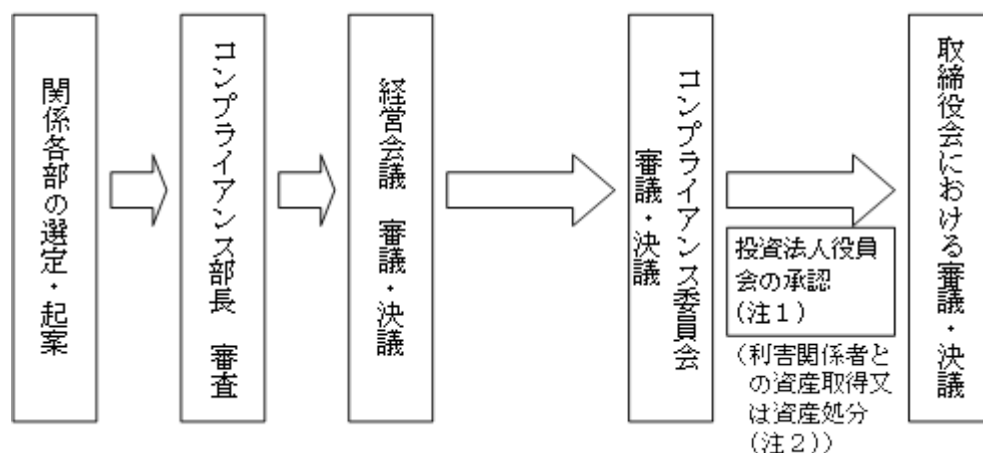 関係各部の選定・起案
コンプライアンス部長　審査
経営会議　審議・決議
コンプライアンス委員会
審議・決議
投資法人役員
会の承認
（注１）
（利害関係者と
の資産取得又
は資産処分
（注２））
取締役会における審議・決議